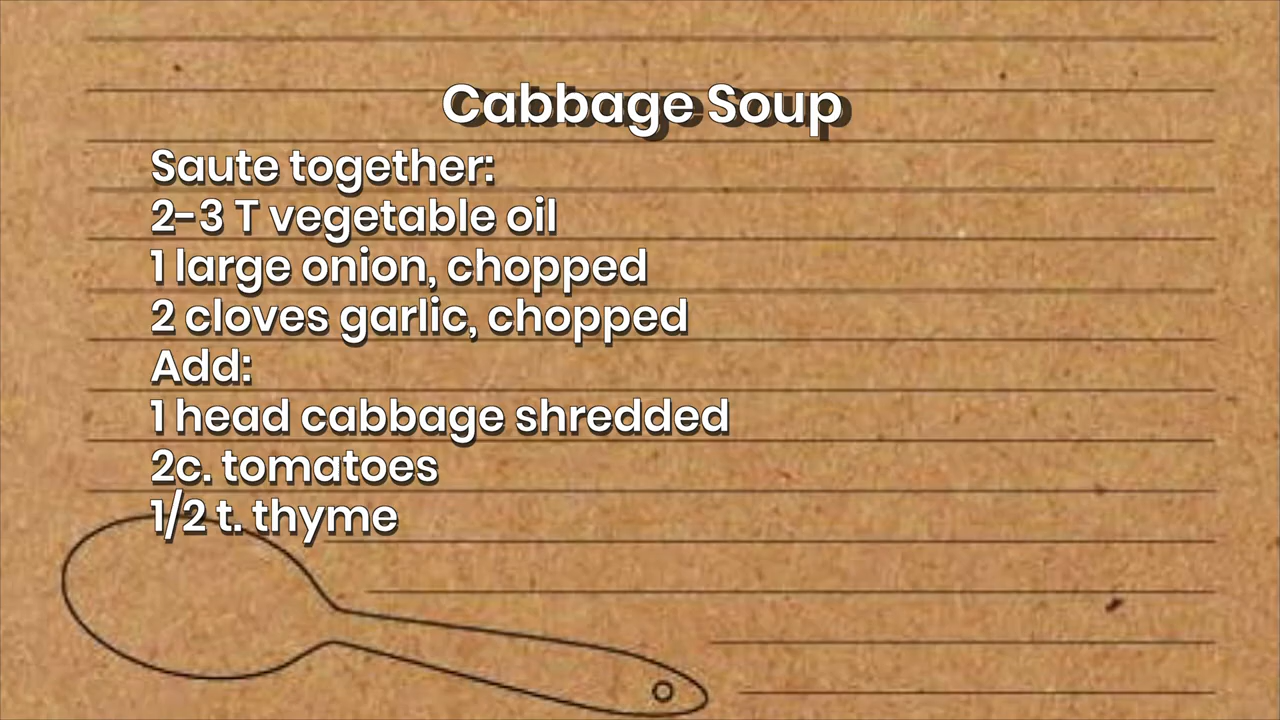 Cabbage Soup
Saute together:
2-3 T vegetable oil
1 large onion, chopped
2 cloves garlic, chopped
Add:
1 head cabbage shredded
2c. tomatoes
1/2 t. thyme